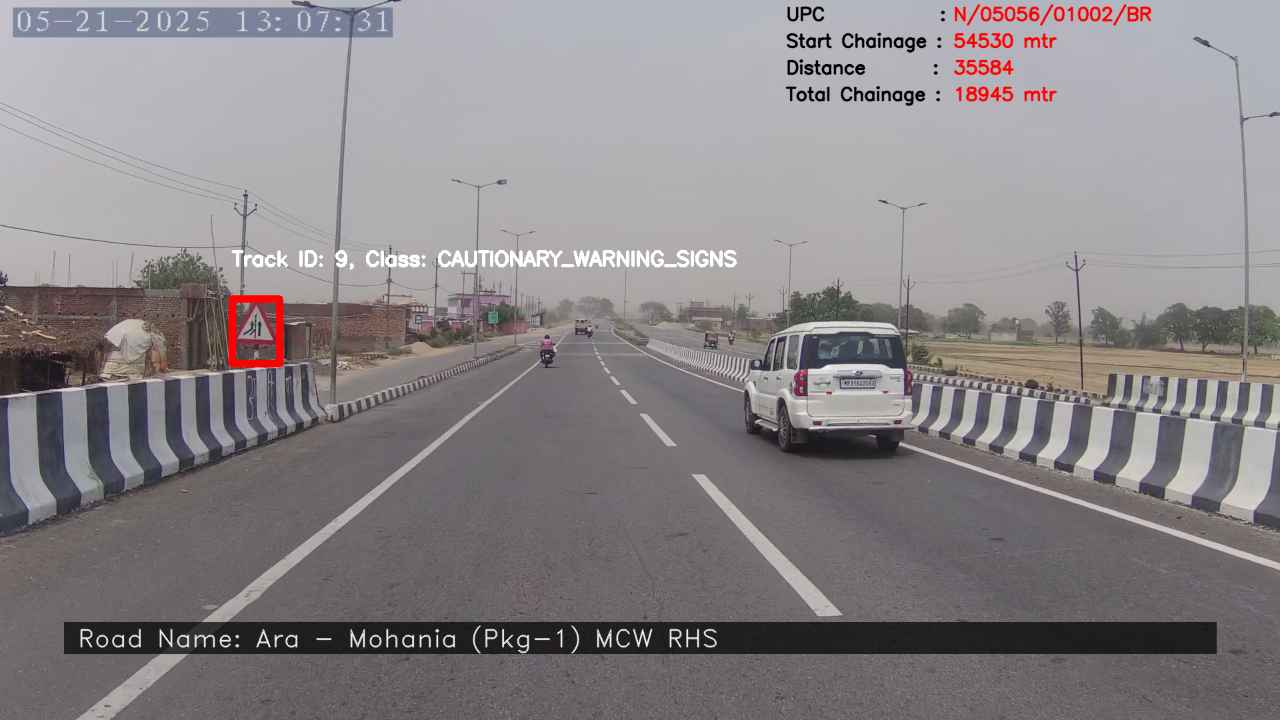 05-21-2025 13:07:31
UPC : N/05056/01002/BR
Start Chainage : 54530 mtr
Distance : 35584
Total Chainage : 18945 mtr
Track ID: 9, Class: CAUTIONARY_WARNING_SIGNS
Road Name: Ara - Mohania (Pkg-1) MCW RHS